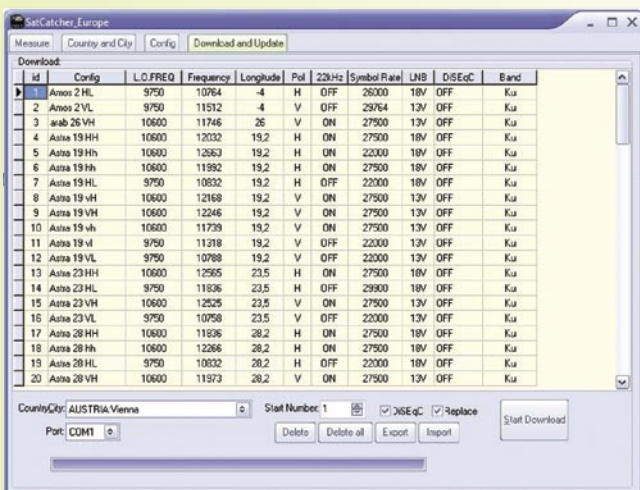 SatCatcher_Europe
Measure Country and City Config Download and Update
Download:
id Config L.O.FREQ Frequency Longitude Pol 22kHz Symbol Rate LNB DiSEqC Band
1 Amos 2 HL 9750 10764 -4 H OFF 26000 18V OFF Ku
2 Amos 2 VL 9750 11512 -4 V OFF 29764 13V OFF Ku
3 arab 26 VH 10600 11746 26 V ON 27500 13V OFF Ku
4 Astra 19 HH 10600 12032 19,2 H ON 27500 18V OFF Ku
5 Astra 19 Hh 10600 12663 19,2 H ON 22000 18V OFF Ku
6 Astra 19 hh 10600 11992 19,2 H ON 27500 18V OFF Ku
7 Astra 19 HL 9750 10832 19,2 H OFF 22000 18V OFF Ku
8 Astra 19 vH 10600 12168 19,2 V ON 27500 13V OFF Ku
9 Astra 19 VH 10600 12246 19,2 V ON 27500 13V OFF Ku
10 Astra 19 vh 10600 11739 19,2 V ON 27500 13V OFF Ku
11 Astra 19 vl 9750 11318 19,2 V OFF 22000 13V OFF Ku
12 Astra 19 VL 9750 10788 19,2 V OFF 22000 13V OFF Ku
13 Astra 23 HH 10600 12565 23,5 H ON 27500 18V OFF Ku
14 Astra 23 HL 9750 11836 23,5 H OFF 29900 18V OFF Ku
15 Astra 23 VH 10600 12525 23,5 V ON 27500 13V OFF Ku
16 Astra 23 VL 9750 10758 23,5 V OFF 22000 13V OFF Ku
17 Astra 28 HH 10600 11836 28,2 H ON 27500 18V OFF Ku
18 Astra 28 hh 10600 12266 28,2 H ON 27500 18V OFF Ku
19 Astra 28 HL 9750 10832 28,2 H OFF 22000 18V OFF Ku
20 Astra 28 VH 10600 11973 28,2 V ON 27500 13V OFF Ku
CountryCity: AUSTRIA:Vienna Start Number: 1 DiSEqC Replace Start Download
Port: COM1 Delete Delete all Export Import